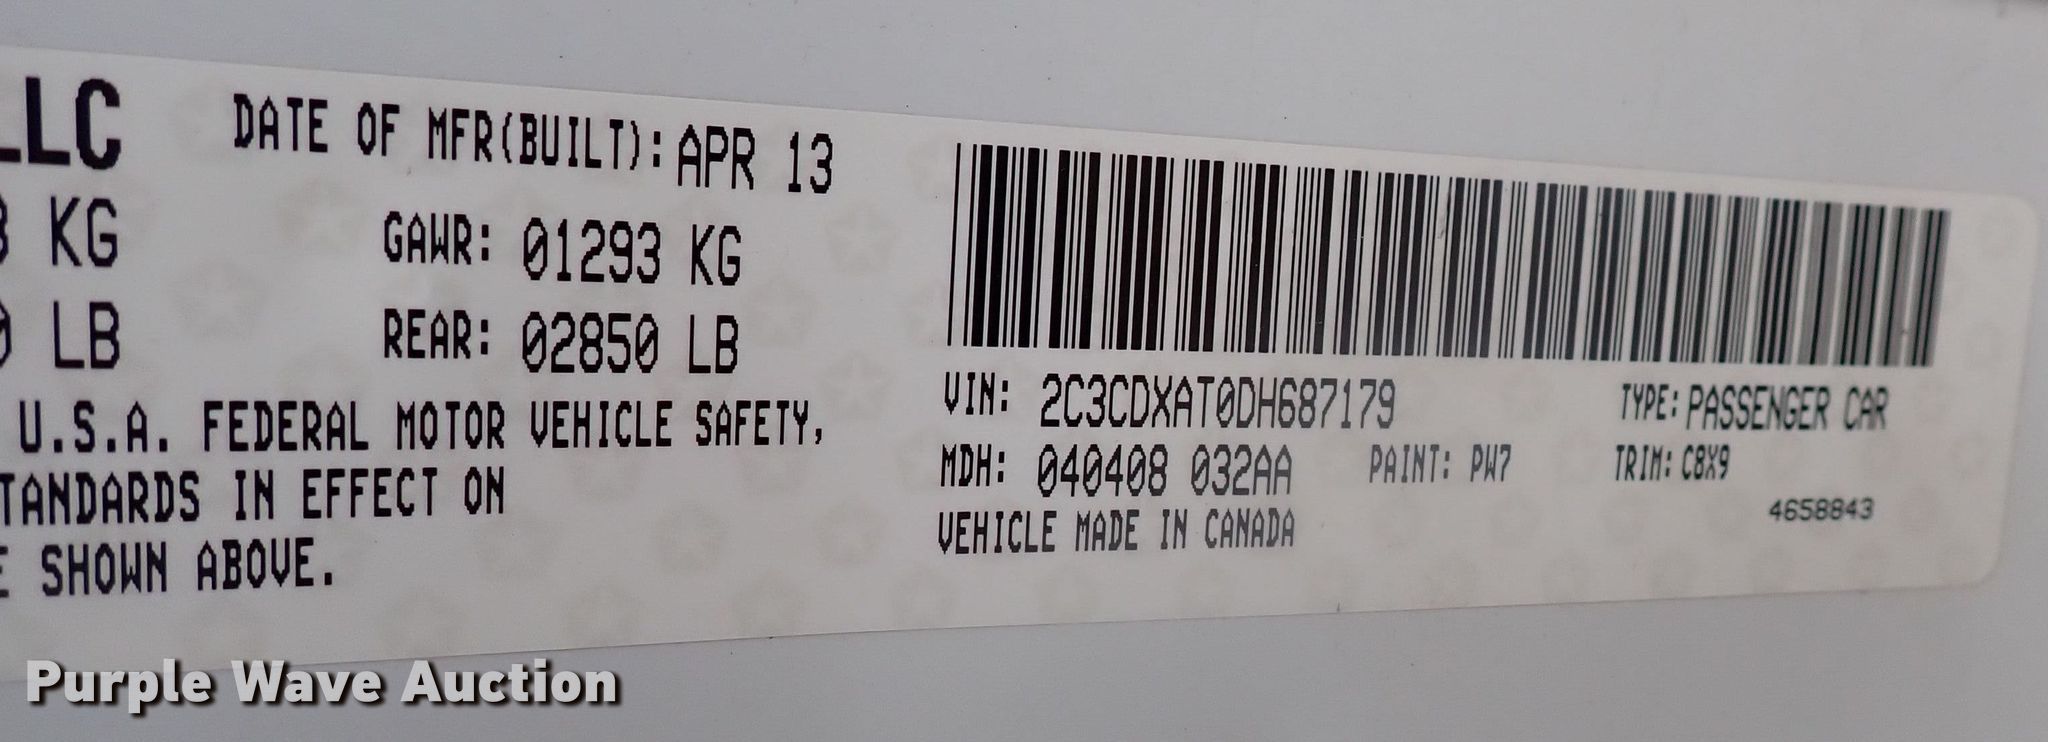 LLC DATE OF MFR(BUILT): APR 13
KG GAWR: 01293 KG
LB REAR: 02850 LB
U.S.A. FEDERAL MOTOR VEHICLE SAFETY,
TANDARDS IN EFFECT ON
E SHOWN ABOVE.
VIN: 2C3CDXAT0DH687179 TYPE: PASSENGER CAR
MDH: 040408 032AA PAINT: PW7 TRIM: C8X9
VEHICLE MADE IN CANADA 4658843
Purple Wave Auction